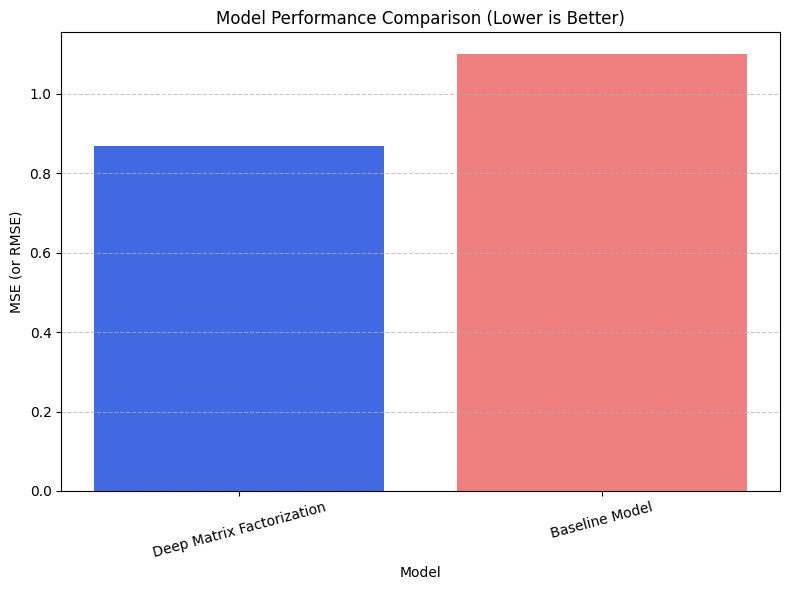 Model Performance Comparison (Lower is Better)
MSE (or RMSE)
1.0
0.8
0.6
0.4
0.2
0.0
Deep Matrix Factorization
Baseline Model
Model